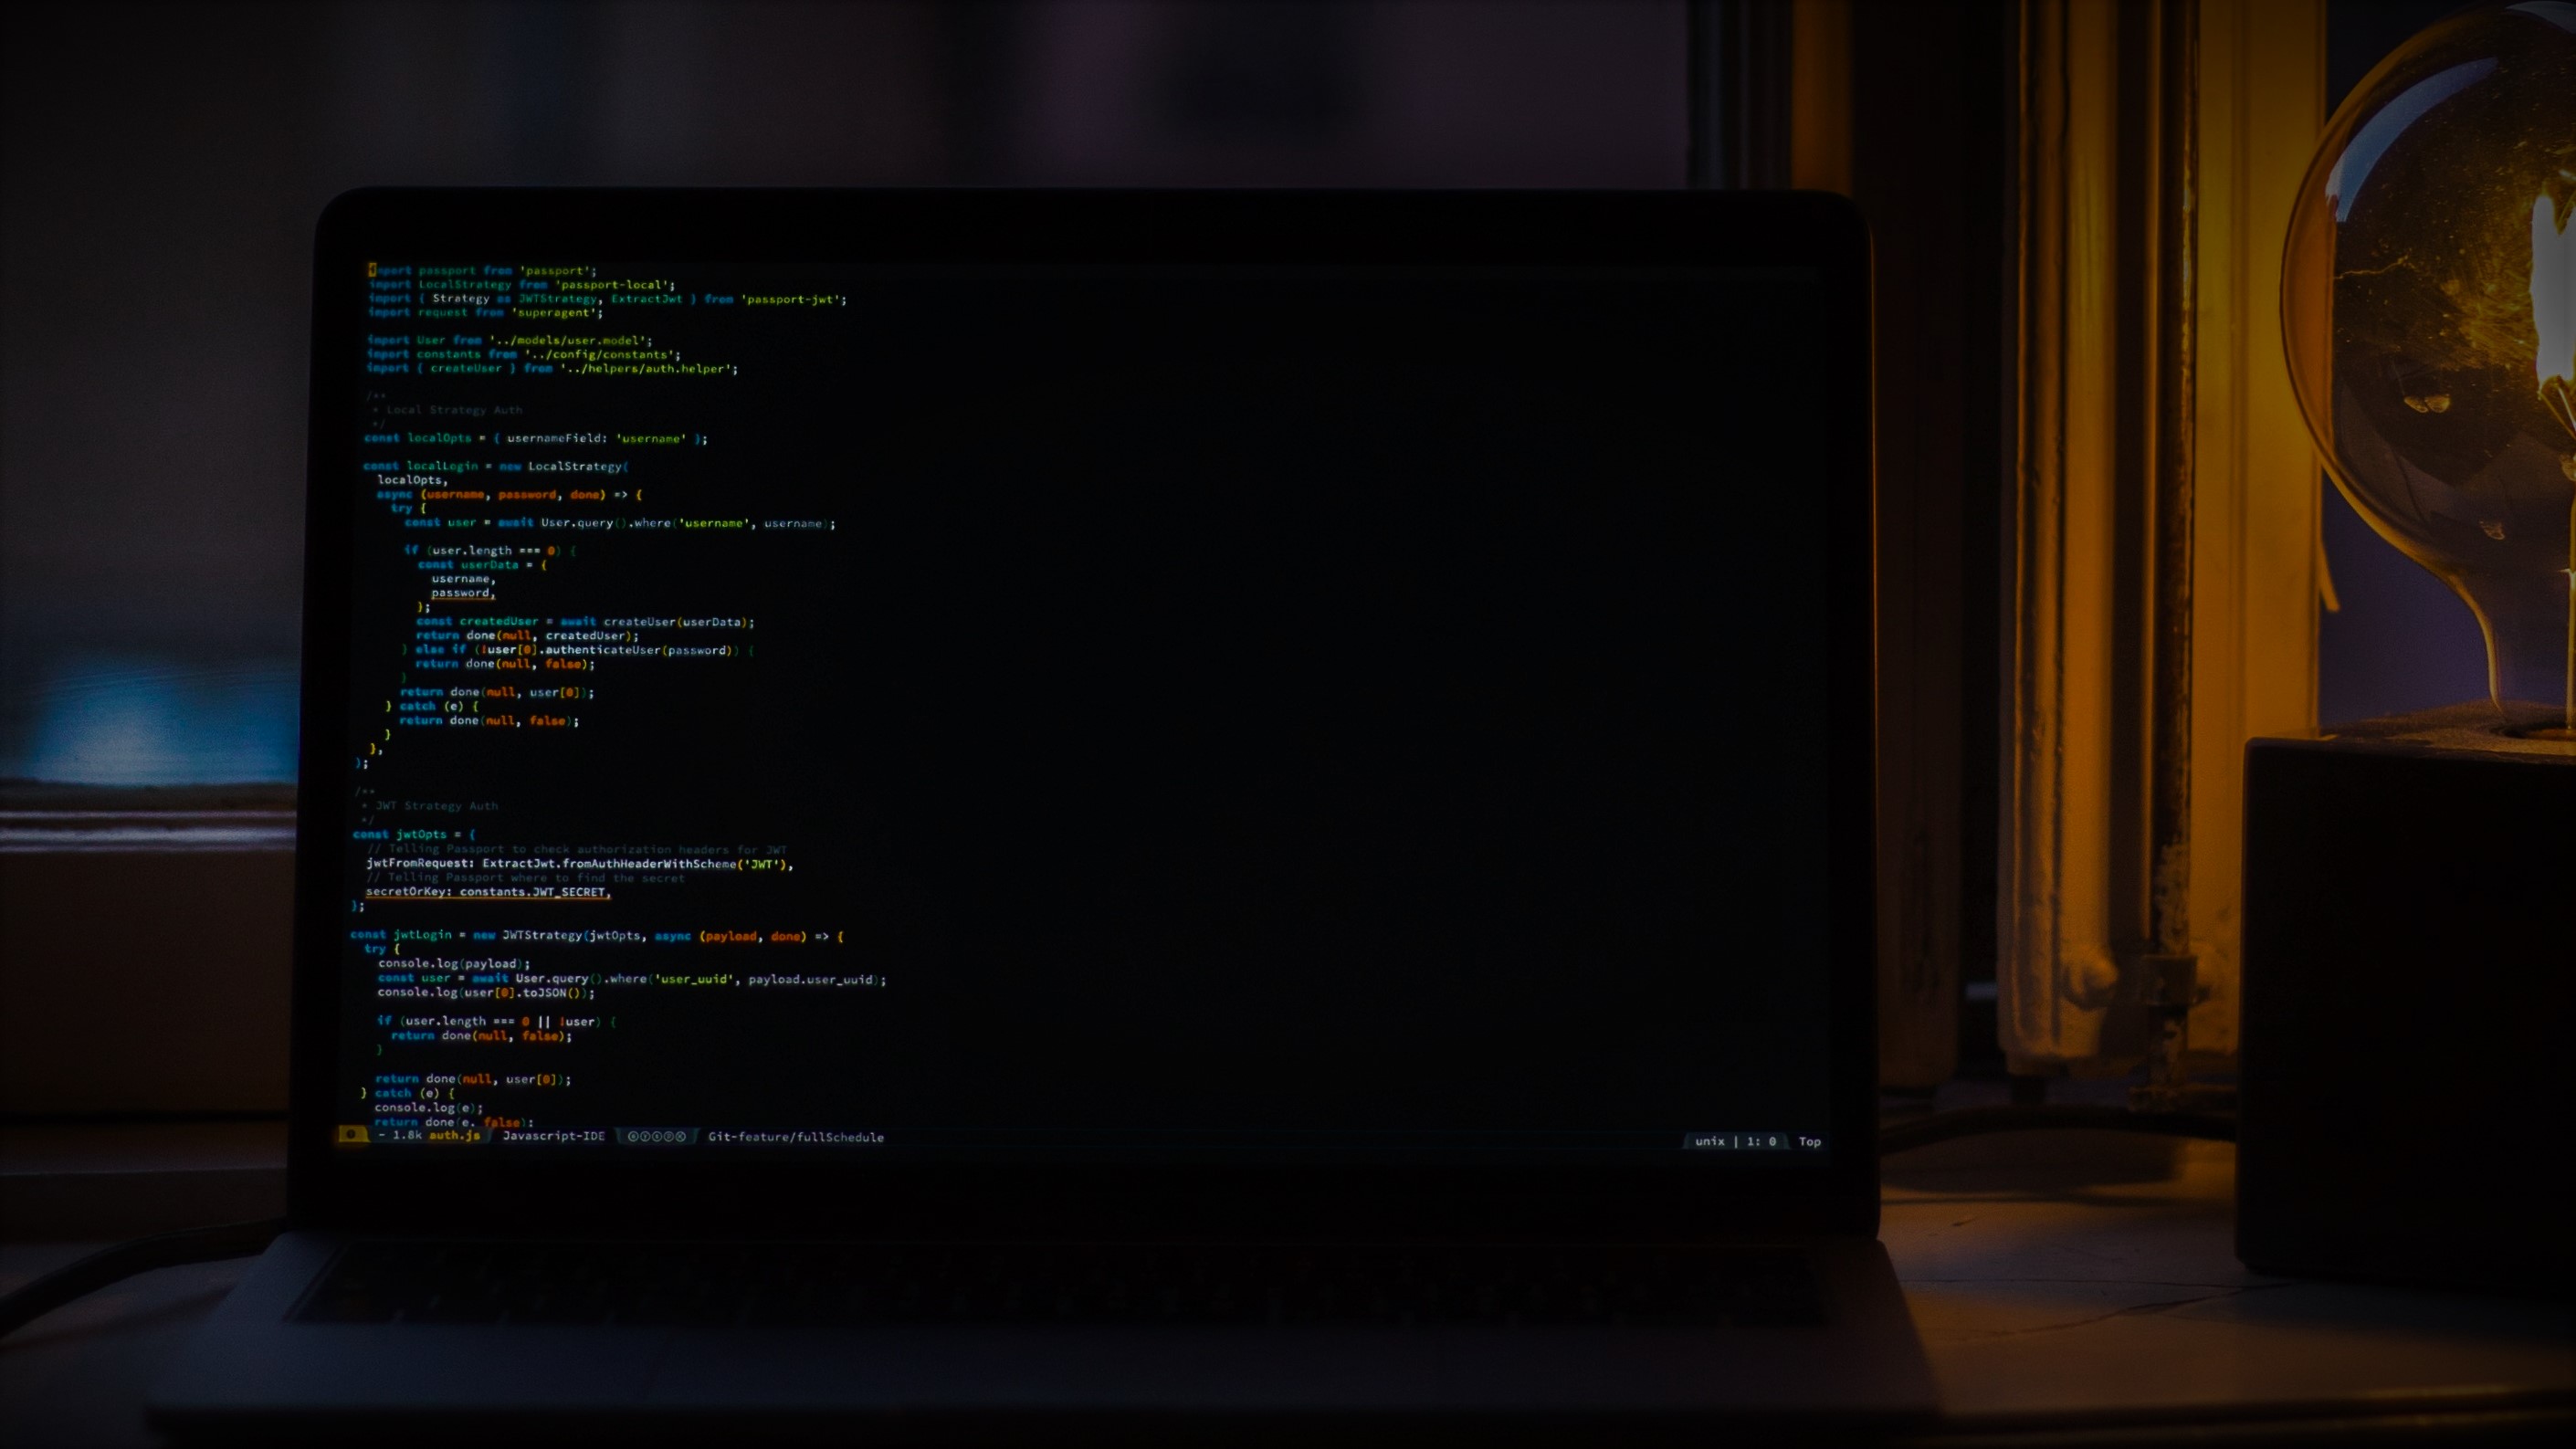 import passport from 'passport';
import LocalStrategy from 'passport-local';
import { Strategy as JWTStrategy, ExtractJwt } from 'passport-jwt';
import request from 'superagent';
import User from '../models/user.model';
import constants from '../config/constants';
import { createUser } from '../helpers/auth.helper';
/**
* Local Strategy Auth
*/
const localOpts = { usernameField: 'username' };
const localLogin = new LocalStrategy(
localOpts,
async (username, password, done) => {
try {
const user = await User.query().where('username', username);
if (user.length === 0) {
const userData = {
username,
password,
};
const createdUser = await createUser(userData);
return done(null, createdUser);
} else if (!user[0].authenticateUser(password)) {
return done(null, false);
}
return done(null, user[0]);
} catch (e) {
return done(null, false);
}
},
);
/**
* JWT Strategy Auth
*/
const jwtOpts = {
// Telling Passport to check authorization headers for JWT
jwtFromRequest: ExtractJwt.fromAuthHeaderWithScheme('JWT'),
// Telling Passport where to find the secret
secretOrKey: constants.JWT_SECRET,
};
const jwtLogin = new JWTStrategy(jwtOpts, async (payload, done) => {
try {
console.log(payload);
const user = await User.query().where('user_uuid', payload.user_uuid);
console.log(user[0].toJSON());
if (user.length === 0 || !user) {
return done(null, false);
}
return done(null, user[0]);
} catch (e) {
console.log(e);
return done(e, false);
- 1.8k auth.js Javascript-IDE Git-feature/fullSchedule unix | 1: 0 Top